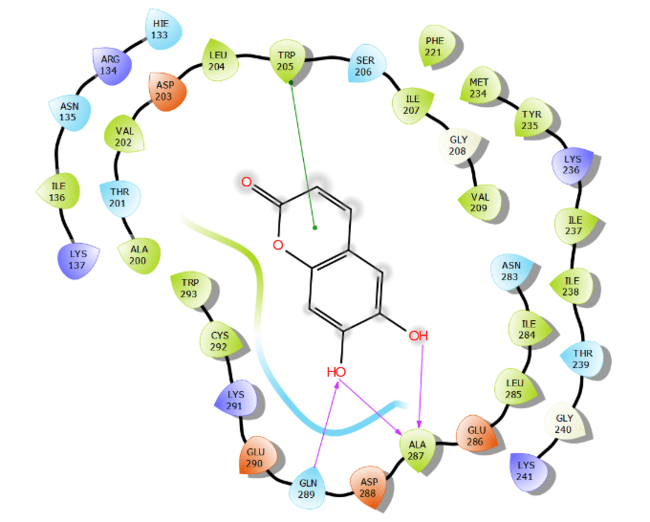 HIE
133
ARG
134
ASN
135
ILE
136
LYS
137
LEU
204
ASP
203
VAL
202
THR
201
ALA
200
TRP
205
SER
206
ILE
207
GLY
208
VAL
209
PHE
221
MET
234
TYR
235
LYS
236
ILE
237
ILE
238
THR
239
GLY
240
LYS
241
O
O
OH
HO
ASN
283
ILE
284
LEU
285
GLU
286
ALA
287
ASP
288
GLN
289
GLU
290
LYS
291
CYS
292
TRP
293